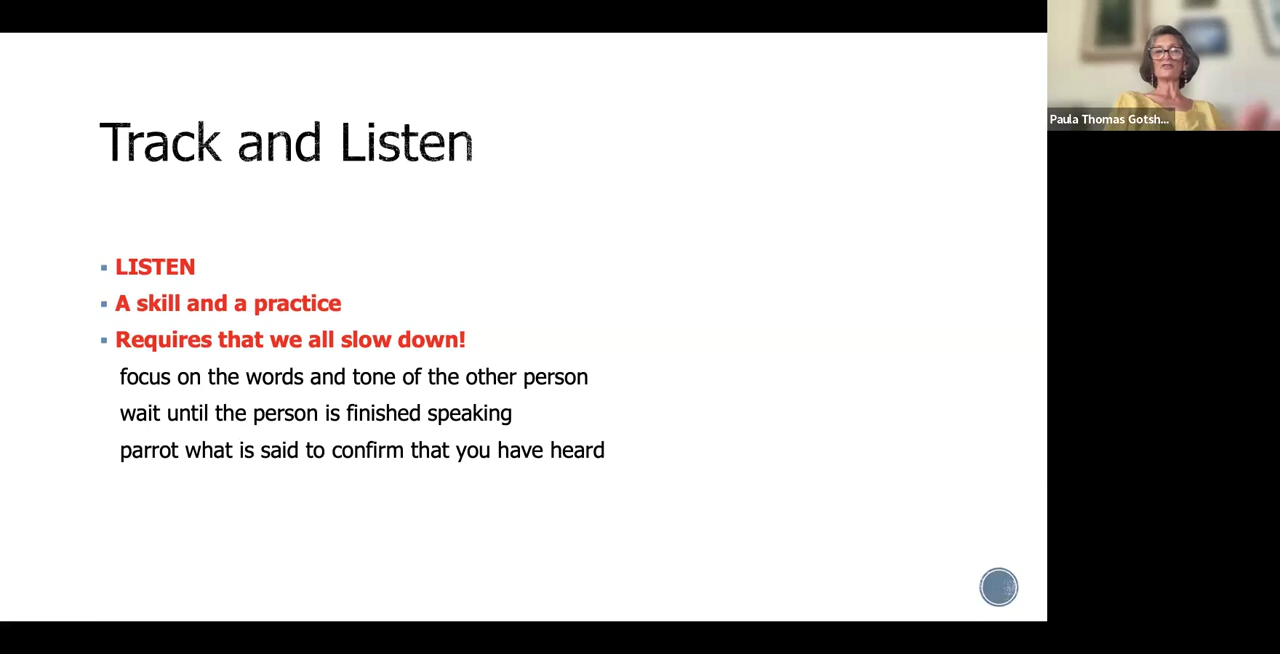 Track and Listen
LISTEN
A skill and a practice
Requires that we all slow down!
focus on the words and tone of the other person
wait until the person is finished speaking
parrot what is said to confirm that you have heard
Paula Thomas Gotsh...